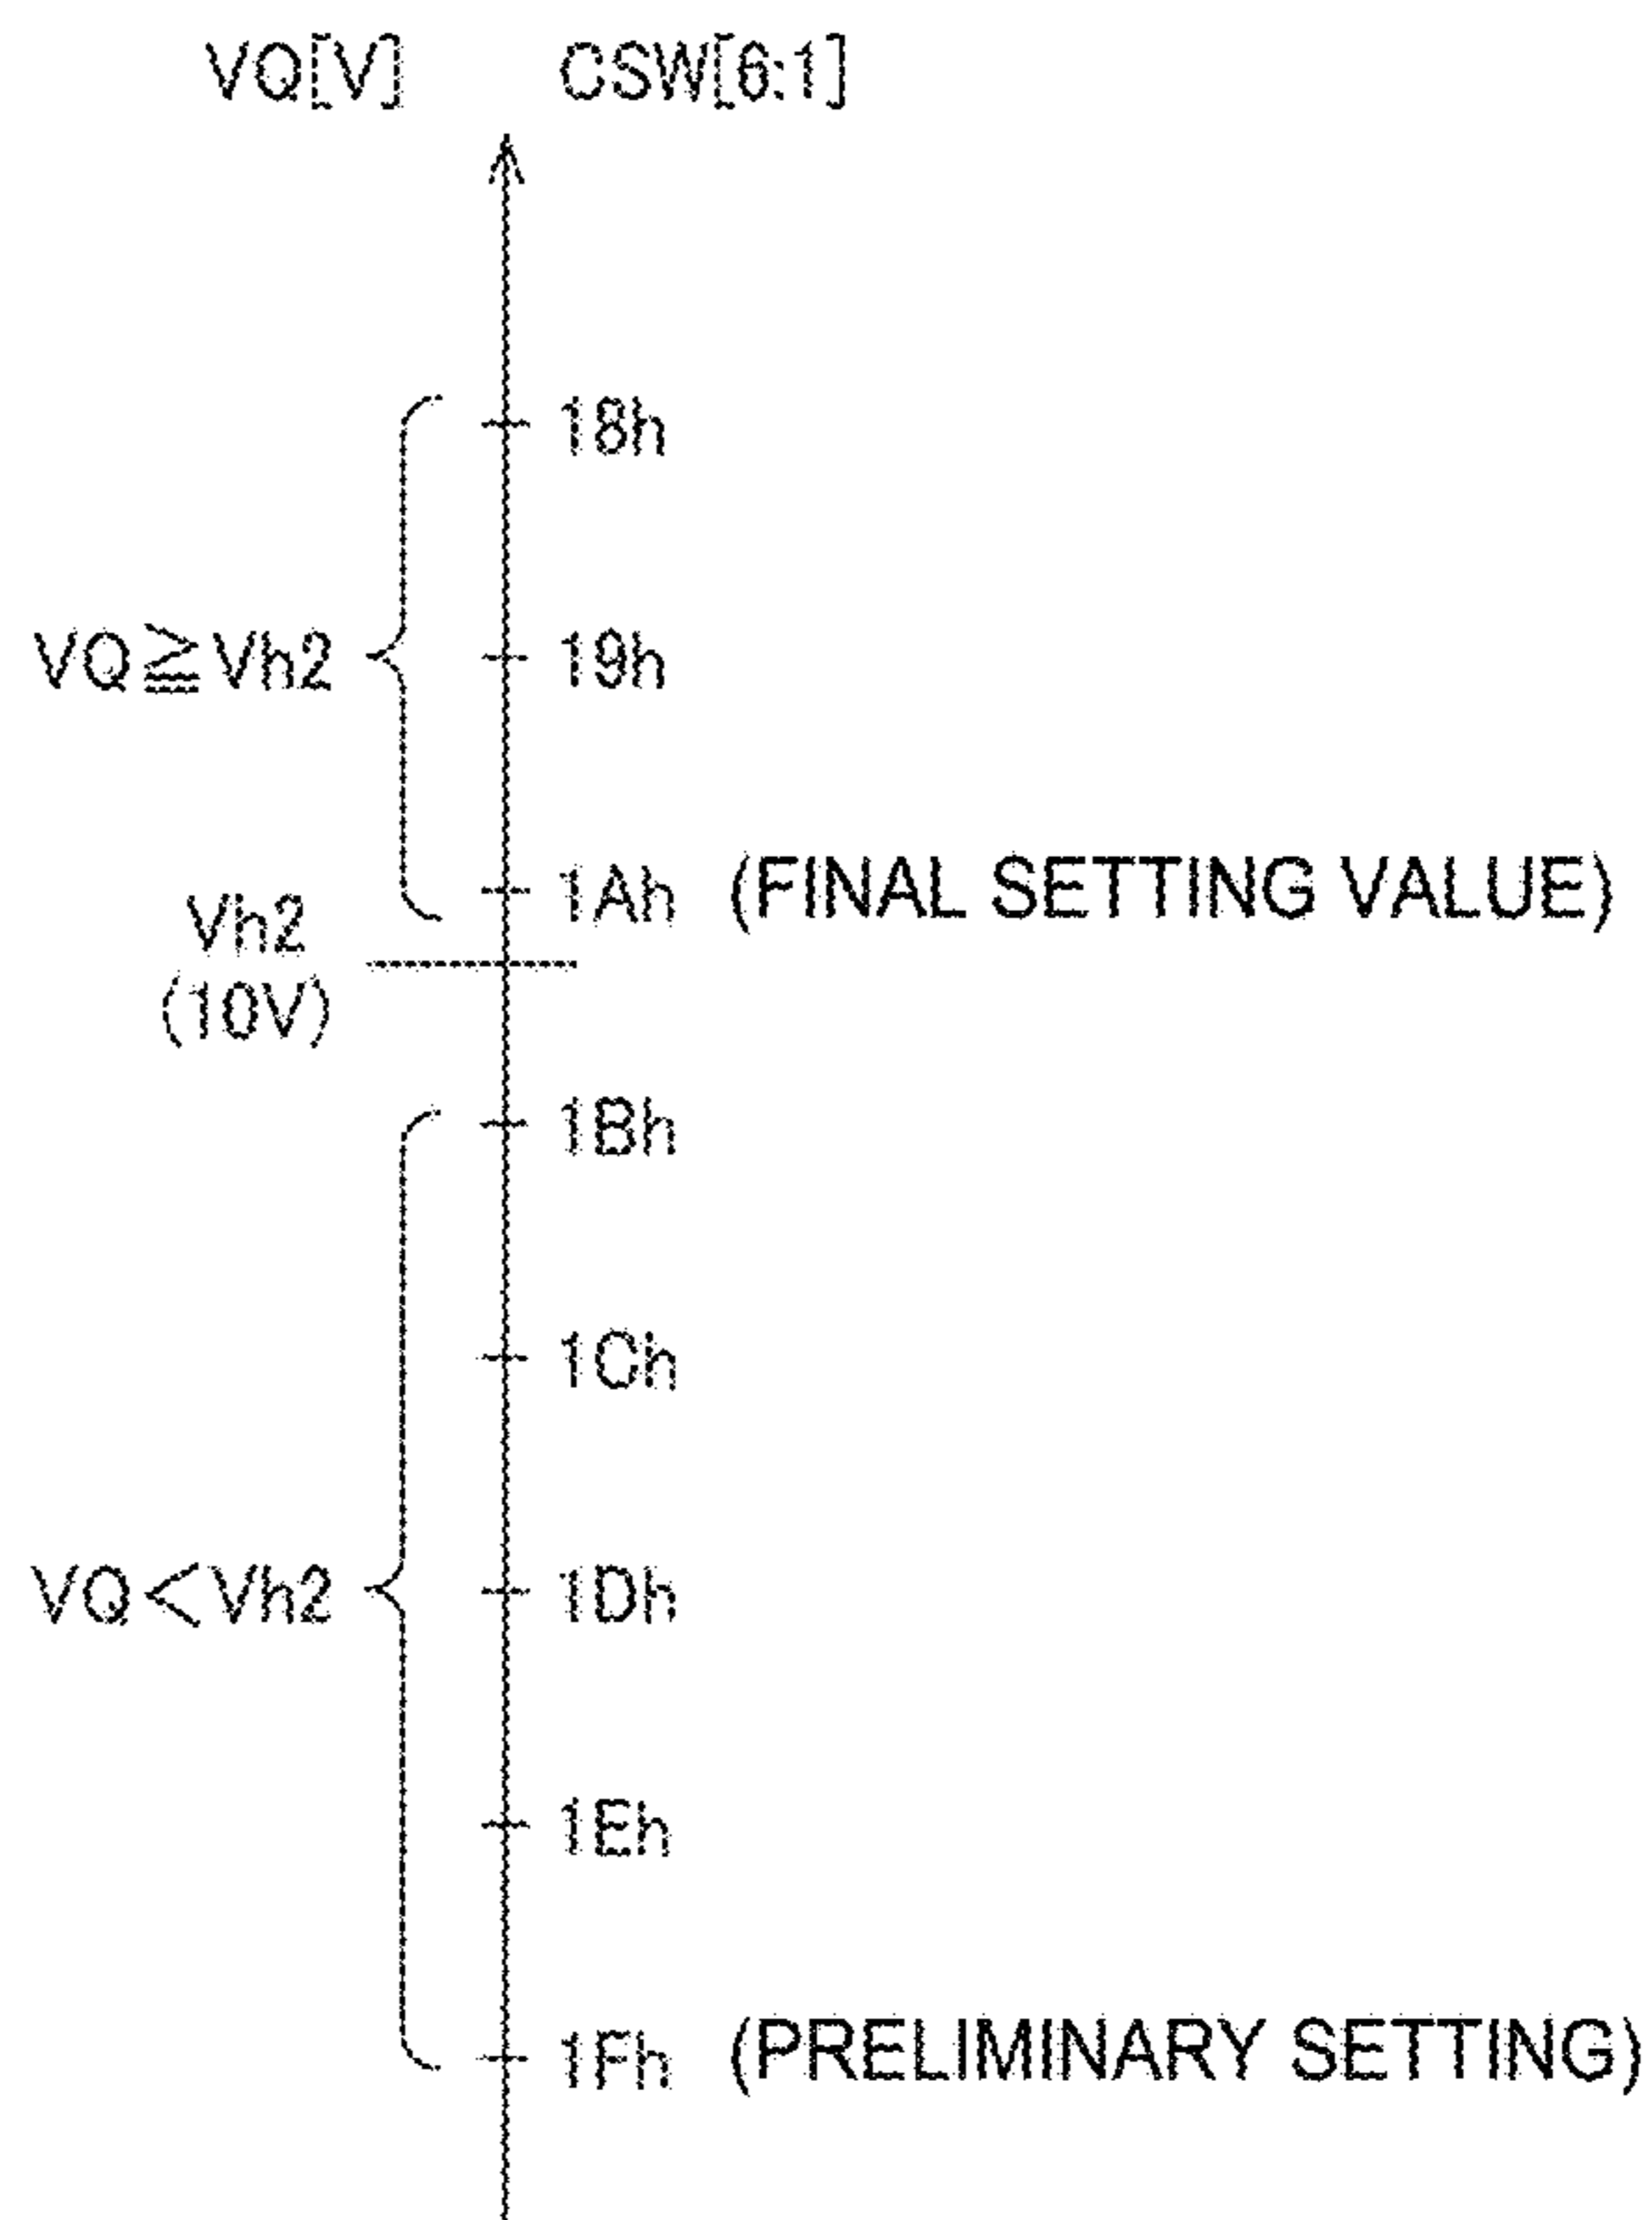 VQ[V] CSW[6:1]
18h
VQ≧Vh2 19h
1Ah (FINAL SETTING VALUE)
Vh2
(10V)
1Bh
1Ch
VQ<Vh2 1Dh
1Eh
1Fh (PRELIMINARY SETTING)